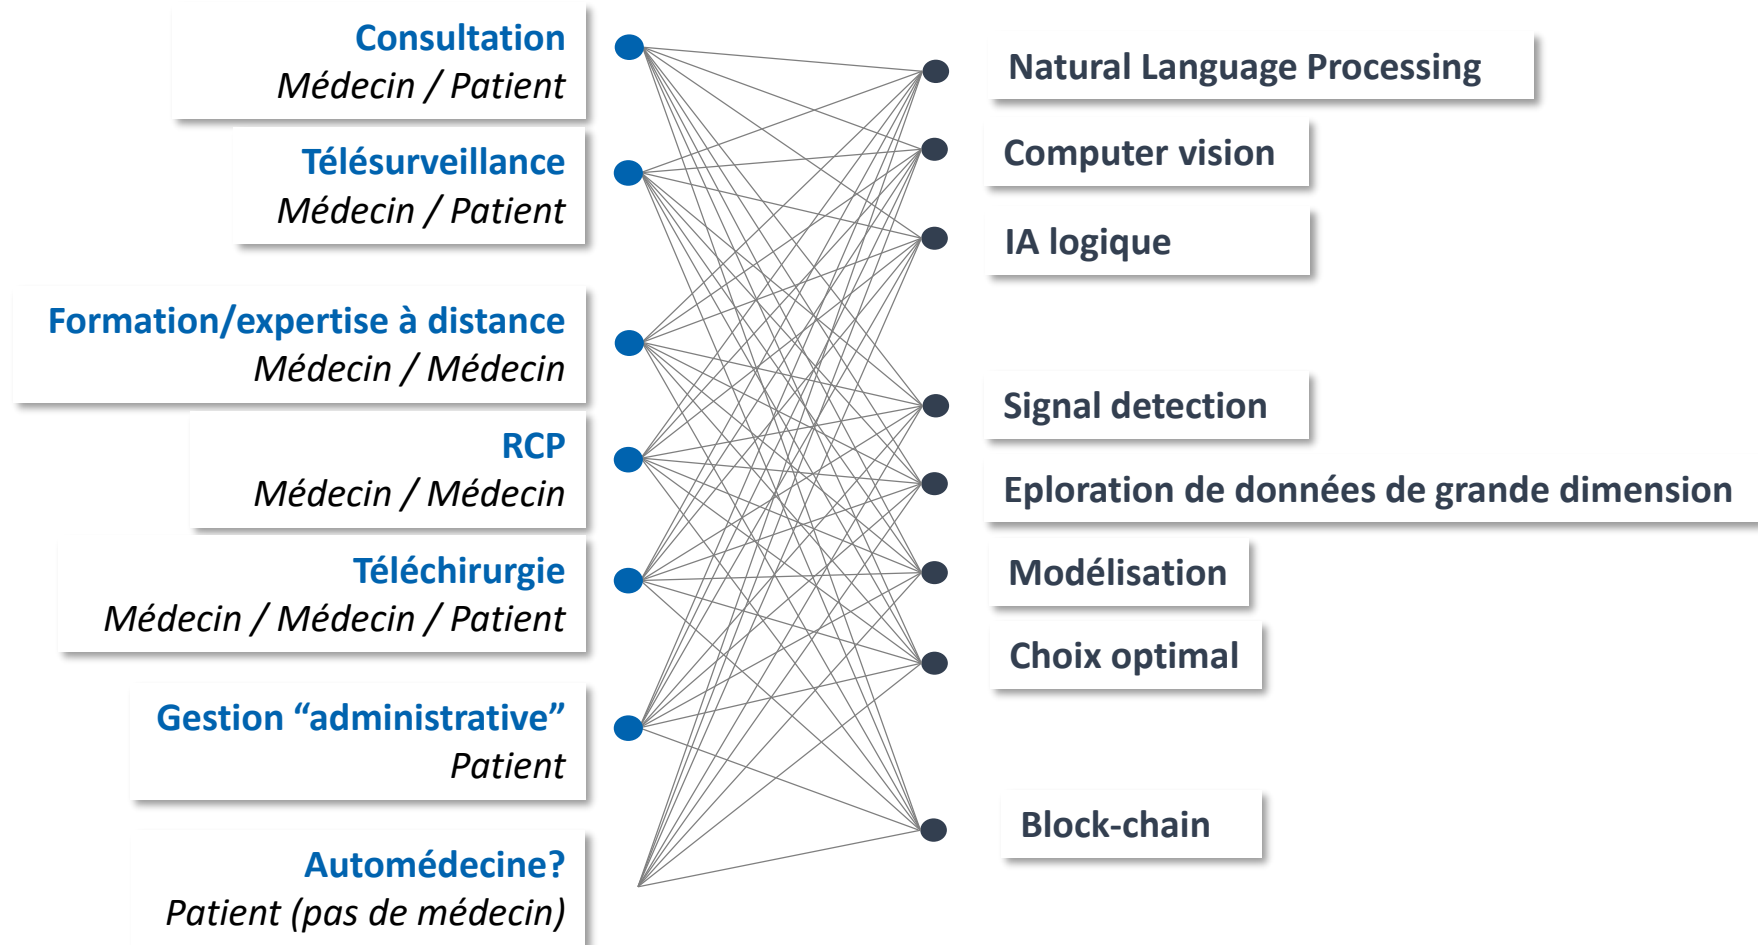 Consultation
Médecin / Patient
Télésurveillance
Médecin / Patient
Formation/expertise à distance
Médecin / Médecin
RCP
Médecin / Médecin
Téléchirurgie
Médecin / Médecin / Patient
Gestion “administrative”
Patient
Automédecine?
Patient (pas de médecin)
Natural Language Processing
Computer vision
IA logique
Signal detection
Eploration de données de grande dimension
Modélisation
Choix optimal
Block-chain